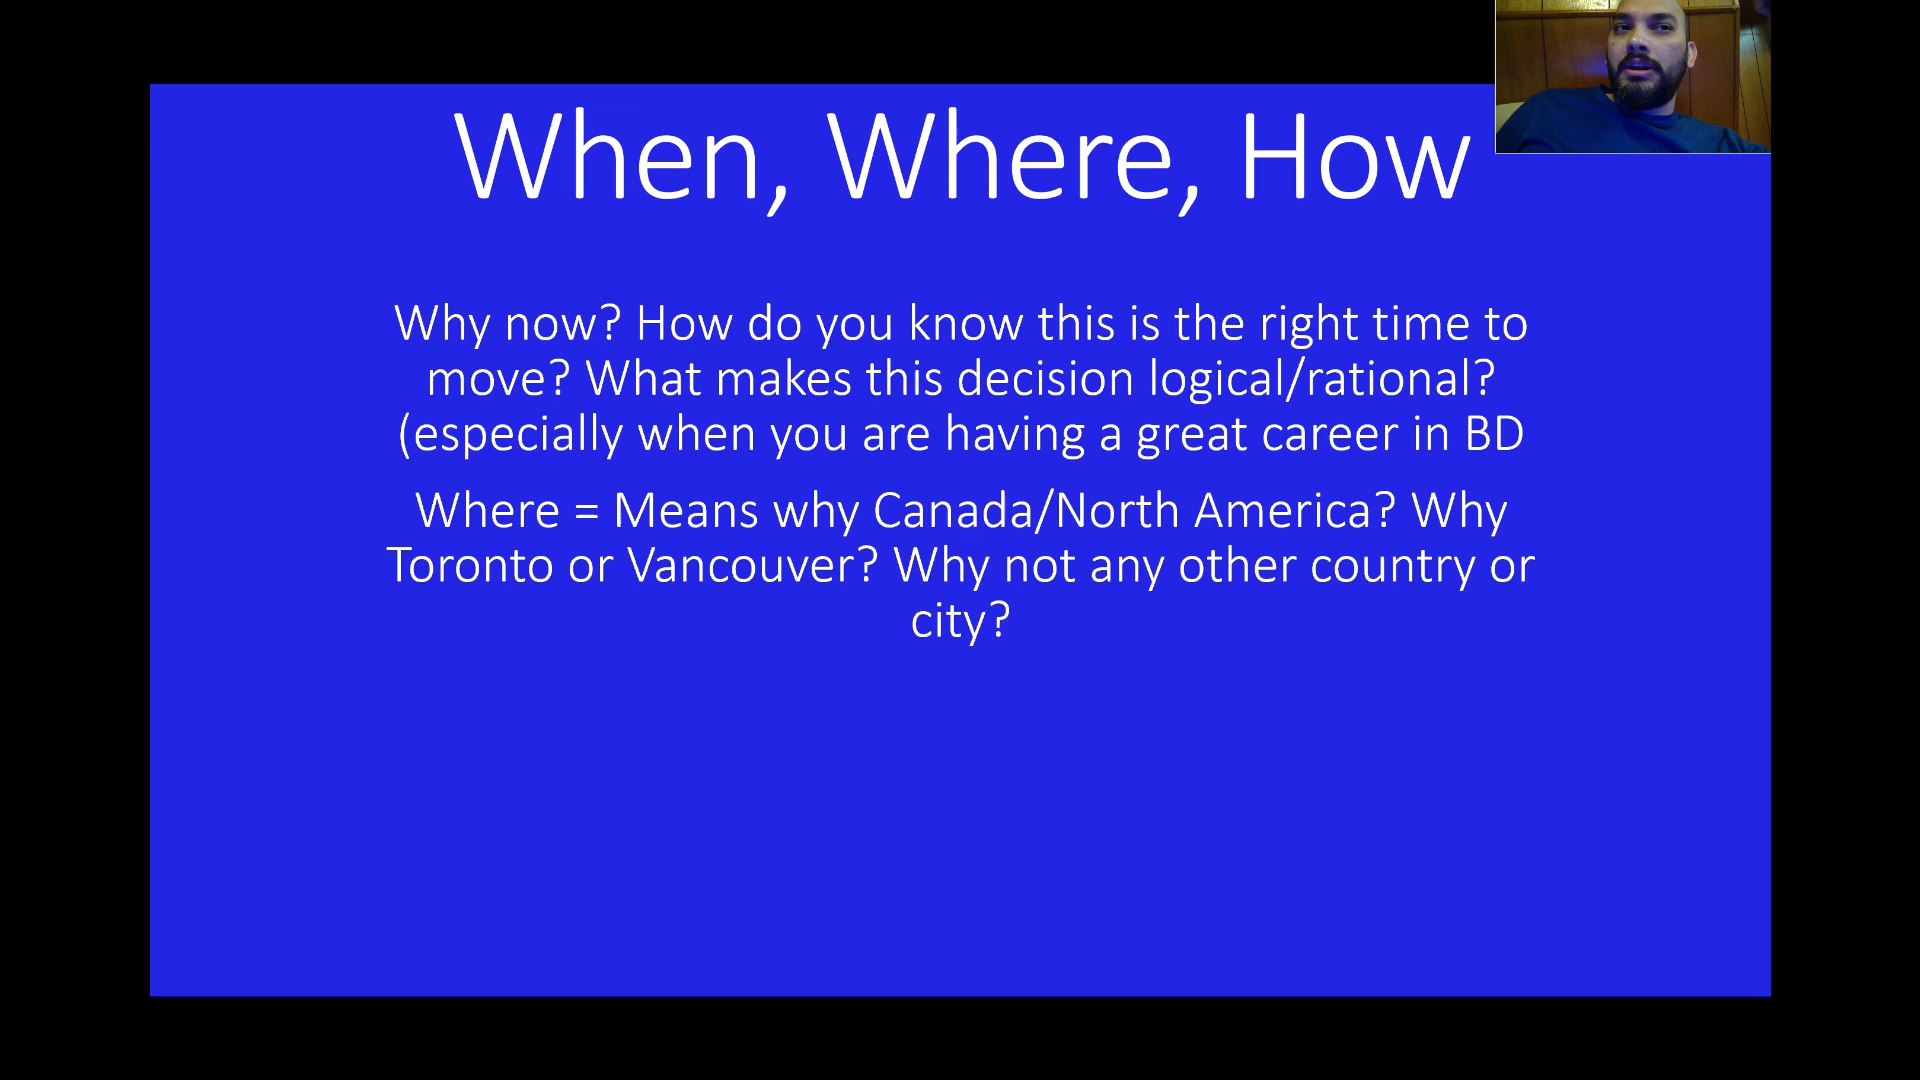 When, Where, How
Why now? How do you know this is the right time to
move? What makes this decision logical/rational?
(especially when you are having a great career in BD
Where = Means why Canada/North America? Why
Toronto or Vancouver? Why not any other country or
city?